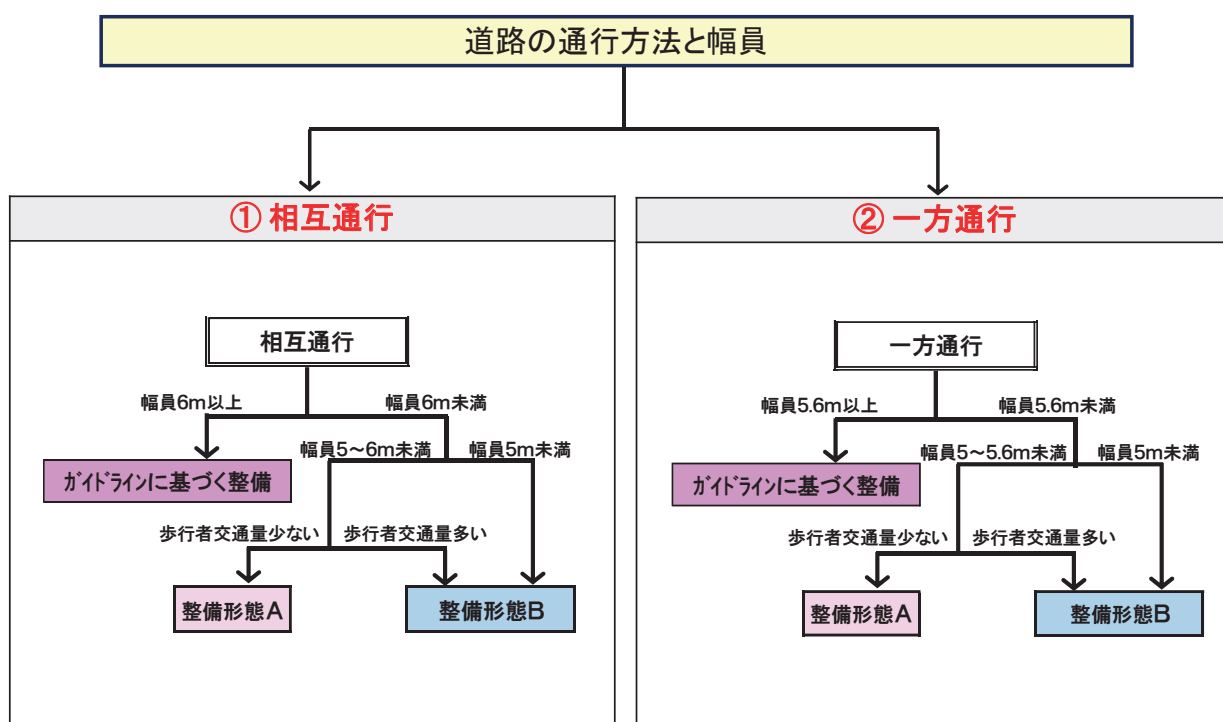 道路の通行方法と幅員
① 相互通行
相互通行
幅員6m以上
幅員6m未満
幅員5～6m未満
幅員5m未満
ガイドラインに基づく整備
歩行者交通量少ない
歩行者交通量多い
整備形態A
整備形態B
② 一方通行
一方通行
幅員5.6m以上
幅員5.6m未満
幅員5～5.6m未満
幅員5m未満
ガイドラインに基づく整備
歩行者交通量少ない
歩行者交通量多い
整備形態A
整備形態B